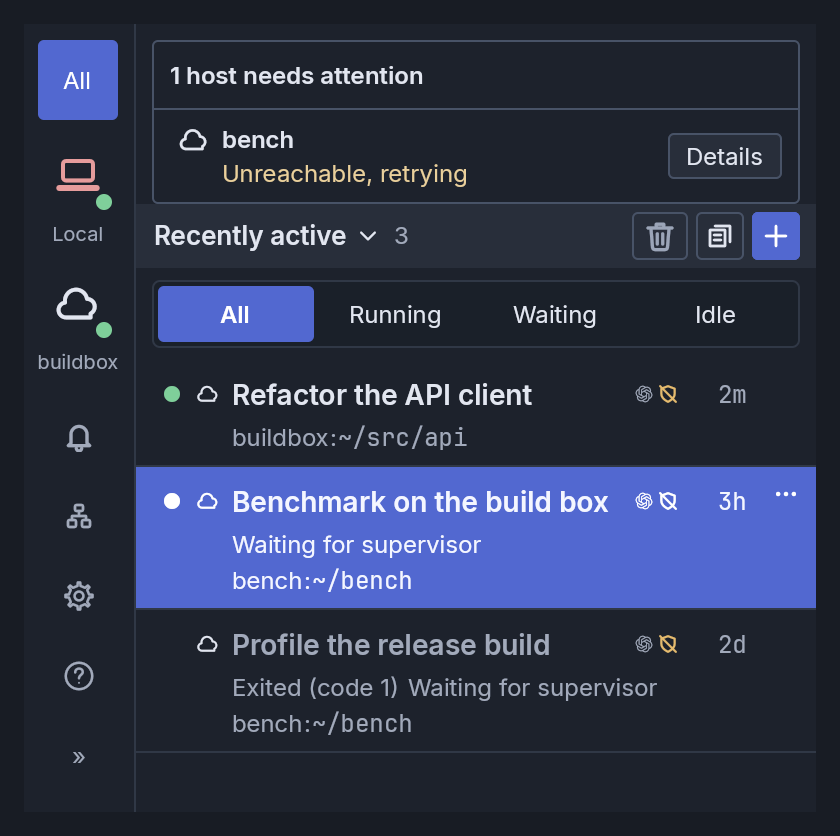 All
Local
buildbox
»
1 host needs attention
bench
Unreachable, retrying
Details
Recently active 3
All Running Waiting Idle
Refactor the API client 2m
buildbox:~/src/api
Benchmark on the build box 3h
Waiting for supervisor
bench:~/bench
Profile the release build 2d
Exited (code 1) Waiting for supervisor
bench:~/bench